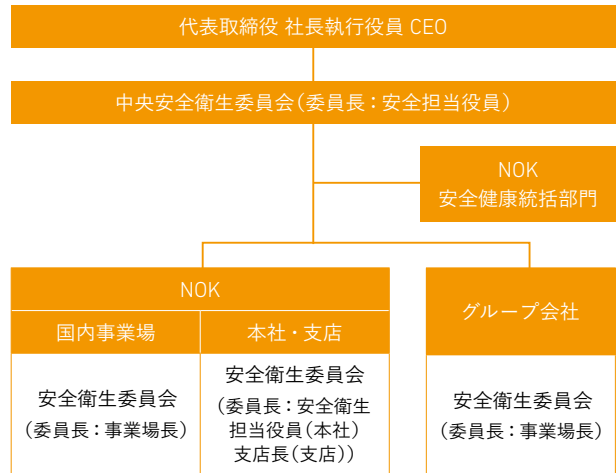 代表取締役 社長執行役員 CEO
中央安全衛生委員会(委員長：安全担当役員)
NOK
安全健康統括部門
NOK
国内事業場
本社・支店
安全衛生委員会
(委員長：事業場長)
安全衛生委員会
(委員長：安全衛生
担当役員(本社)
支店長(支店))
グループ会社
安全衛生委員会
(委員長：事業場長)